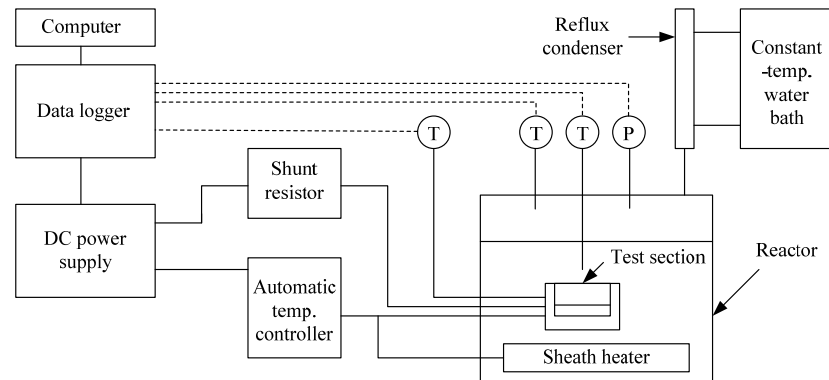 Computer
Data logger
DC power
supply
Shunt
resistor
Automatic
temp.
controller
T
T
T
P
Reflux
condenser
Constant
-temp.
water
bath
Test section
Reactor
Sheath heater